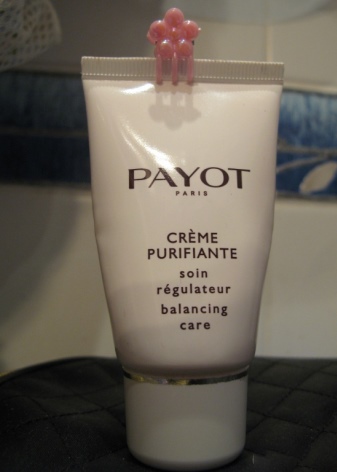 PAYOT
PARIS
CRÈME
PURIFIANTE
soin
régulateur
balancing
care